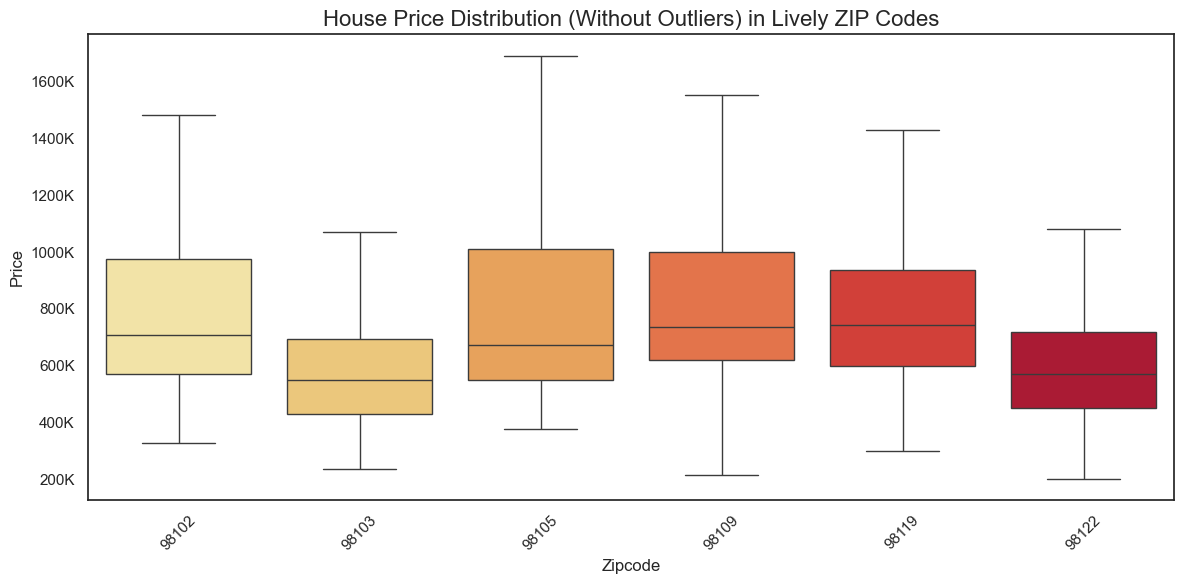 House Price Distribution (Without Outliers) in Lively ZIP Codes
Price
1600K
1400K
1200K
1000K
800K
600K
400K
200K
98102
98103
98105
98109
98119
98122
Zipcode